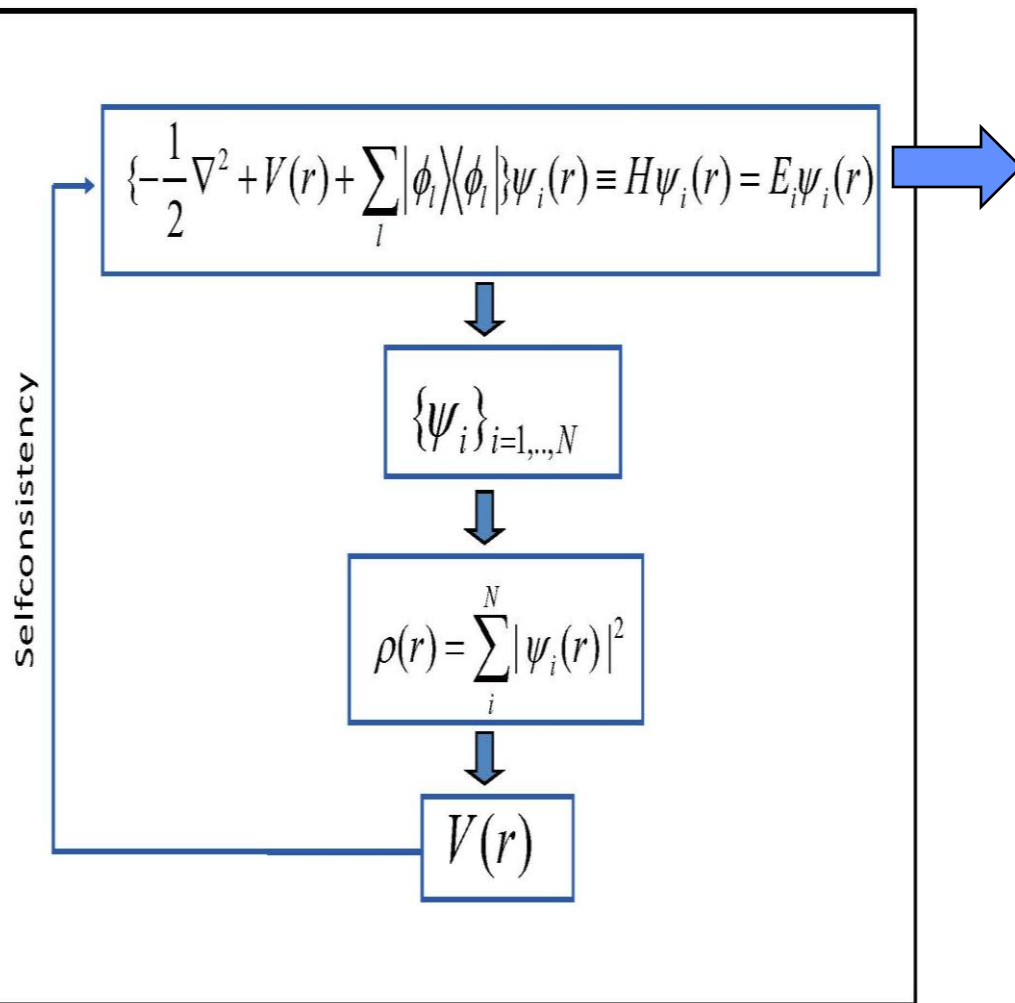 {-1/2 ∇² + V(r) + ∑_l |ϕ_l⟩⟨ϕ_l|}ψ_i(r) ≡ Hψ_i(r) = E_iψ_i(r)
{ψ_i}_{i=1,..,N}
ρ(r) = ∑_i^N |ψ_i(r)|²
V(r)
Selfconsistency